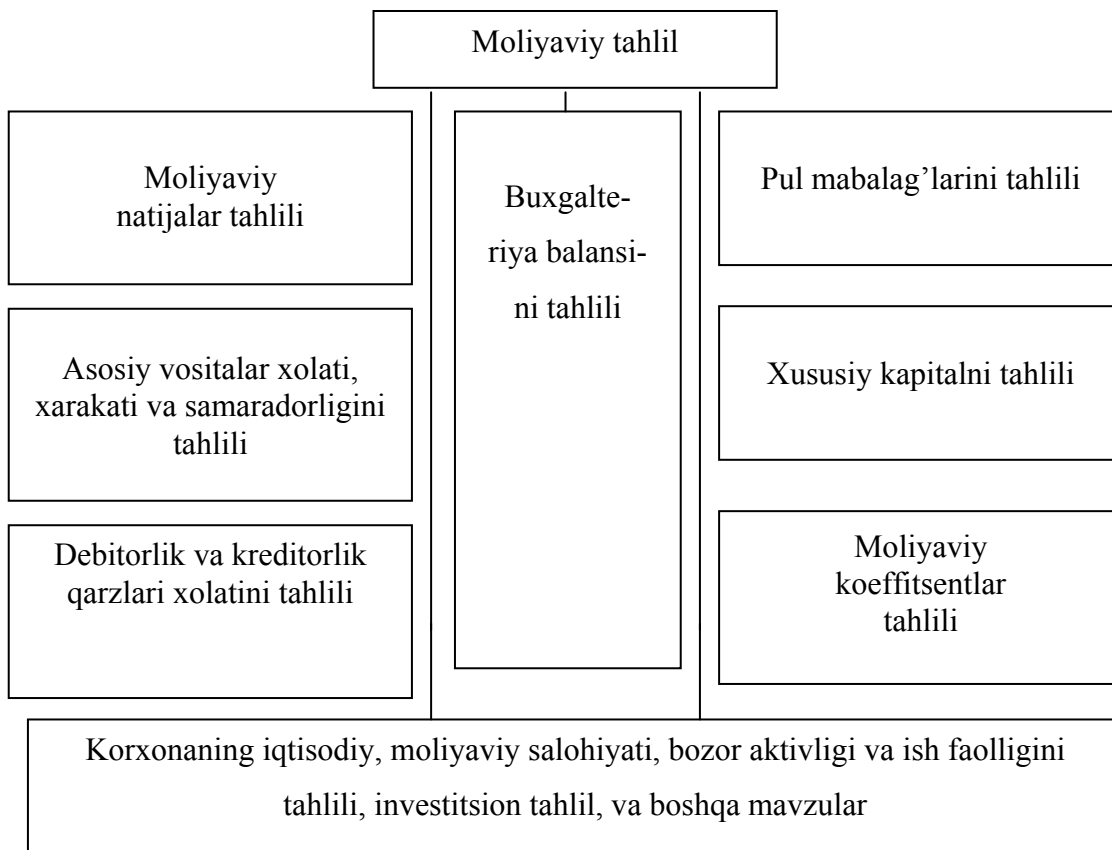 Moliyaviy tahlil
Moliyaviy
natijalar tahlili
Asosiy vositalar xolati,
xarakati va samaradorligini
tahlili
Debitorlik va kreditorlik
qarzlari xolatini tahlili
Buxgalte-
riya balansi-
ni tahlili
Pul mabalag’larini tahlili
Xususiy kapitalni tahlili
Moliyaviy
koeffitsentlar
tahlili
Korxonaning iqtisodiy, moliyaviy salohiyati, bozor aktivligi va ish faolligini
tahlili, investitsion tahlil, va boshqa mavzular